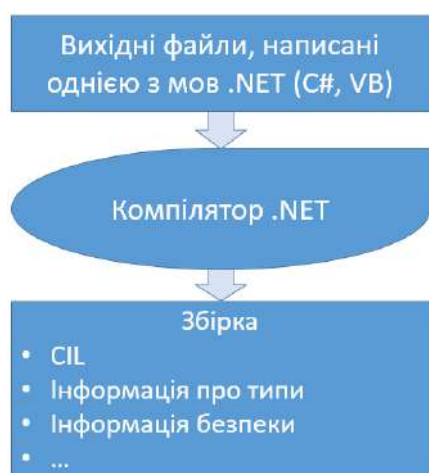 Вихідні файли, написані
однією з мов .NET (C#, VB)
Компілятор .NET
Збірка
• CIL
• Інформація про типи
• Інформація безпеки
• ...